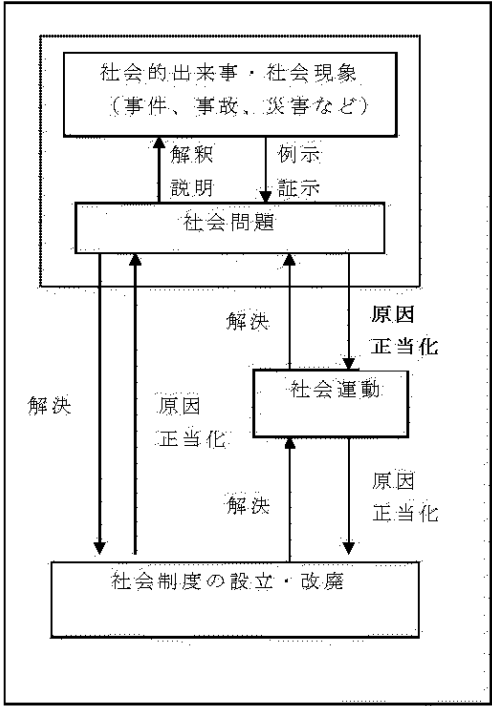 社会的出来事・社会現象
（事件、事故、災害など）
解釈
説明
例示
証示
社会問題
解決
原因
正当化
社会運動
解決
原因
正当化
解決
原因
正当化
社会制度の設立・改廃